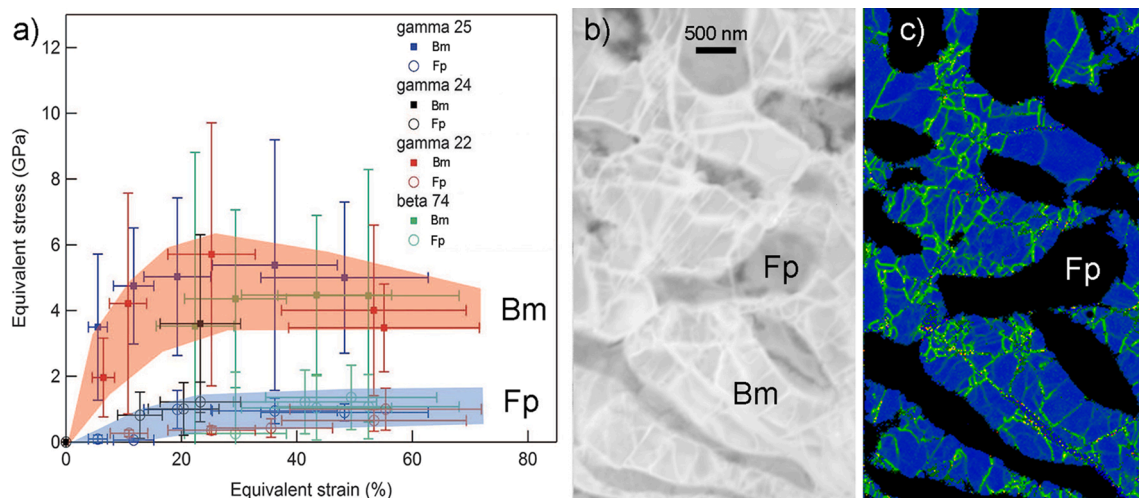 a)
Equivalent stress (GPa)
12
10
8
6
4
2
0
0
20
40
60
80
Equivalent strain (%)
gamma 25
Bm
Fp
gamma 24
Bm
Fp
gamma 22
Bm
Fp
beta 74
Bm
Fp
Bm
Fp
b)
500 nm
Fp
Bm
c)
Fp